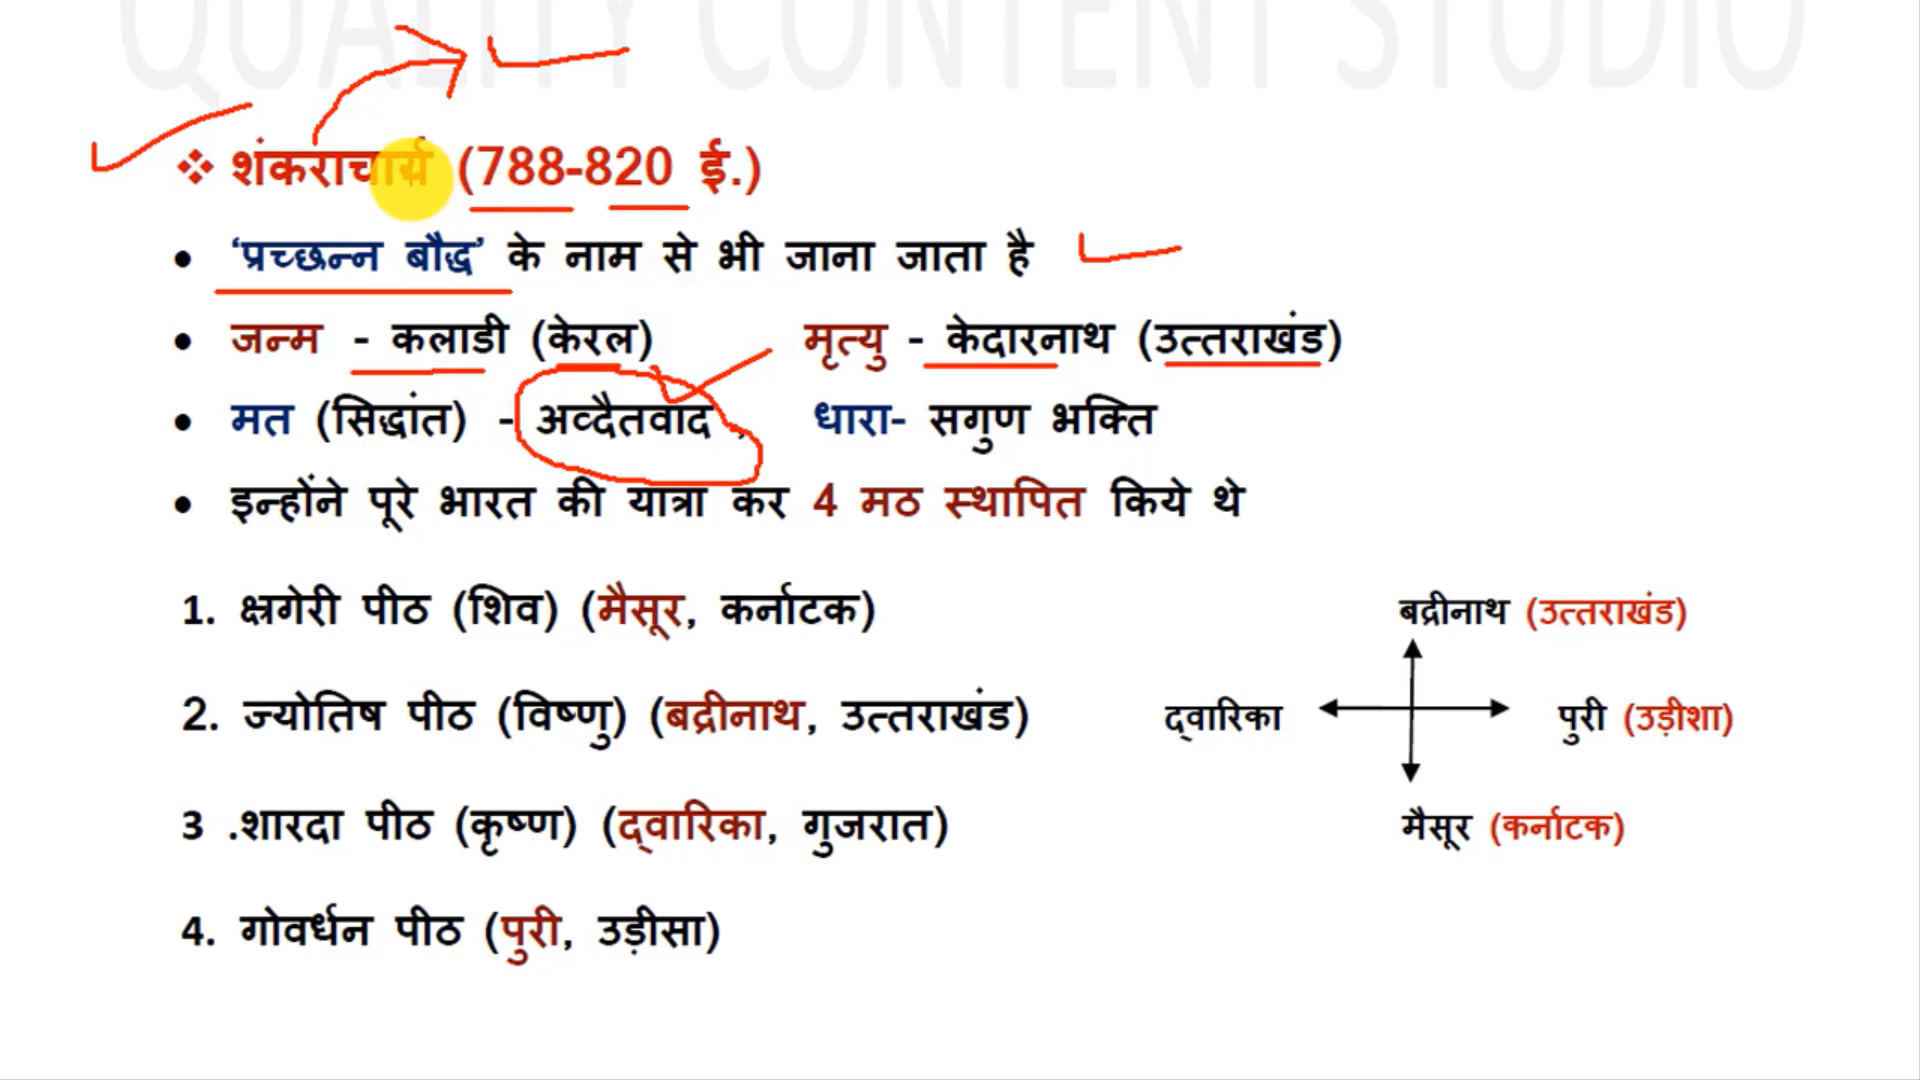 QUALITY CONTENT STUDIO
❖ शंकराचार्य (788-820 ई.)
• ‘प्रच्छन्न बौद्ध’ के नाम से भी जाना जाता है
• जन्म - कलाडी (केरल) मृत्यु - केदारनाथ (उत्तराखंड)
• मत (सिद्धांत) - अव्दैतवाद , धारा- सगुण भक्ति
• इन्होंने पूरे भारत की यात्रा कर 4 मठ स्थापित किये थे
1. क्ष्रगेरी पीठ (शिव) (मैसूर, कर्नाटक)
2. ज्योतिष पीठ (विष्णु) (बद्रीनाथ, उत्तराखंड)
3 .शारदा पीठ (कृष्ण) (द्वारिका, गुजरात)
4. गोवर्धन पीठ (पुरी, उड़ीसा)
बद्रीनाथ (उत्तराखंड)
द्वारिका पुरी (उड़ीशा)
मैसूर (कर्नाटक)